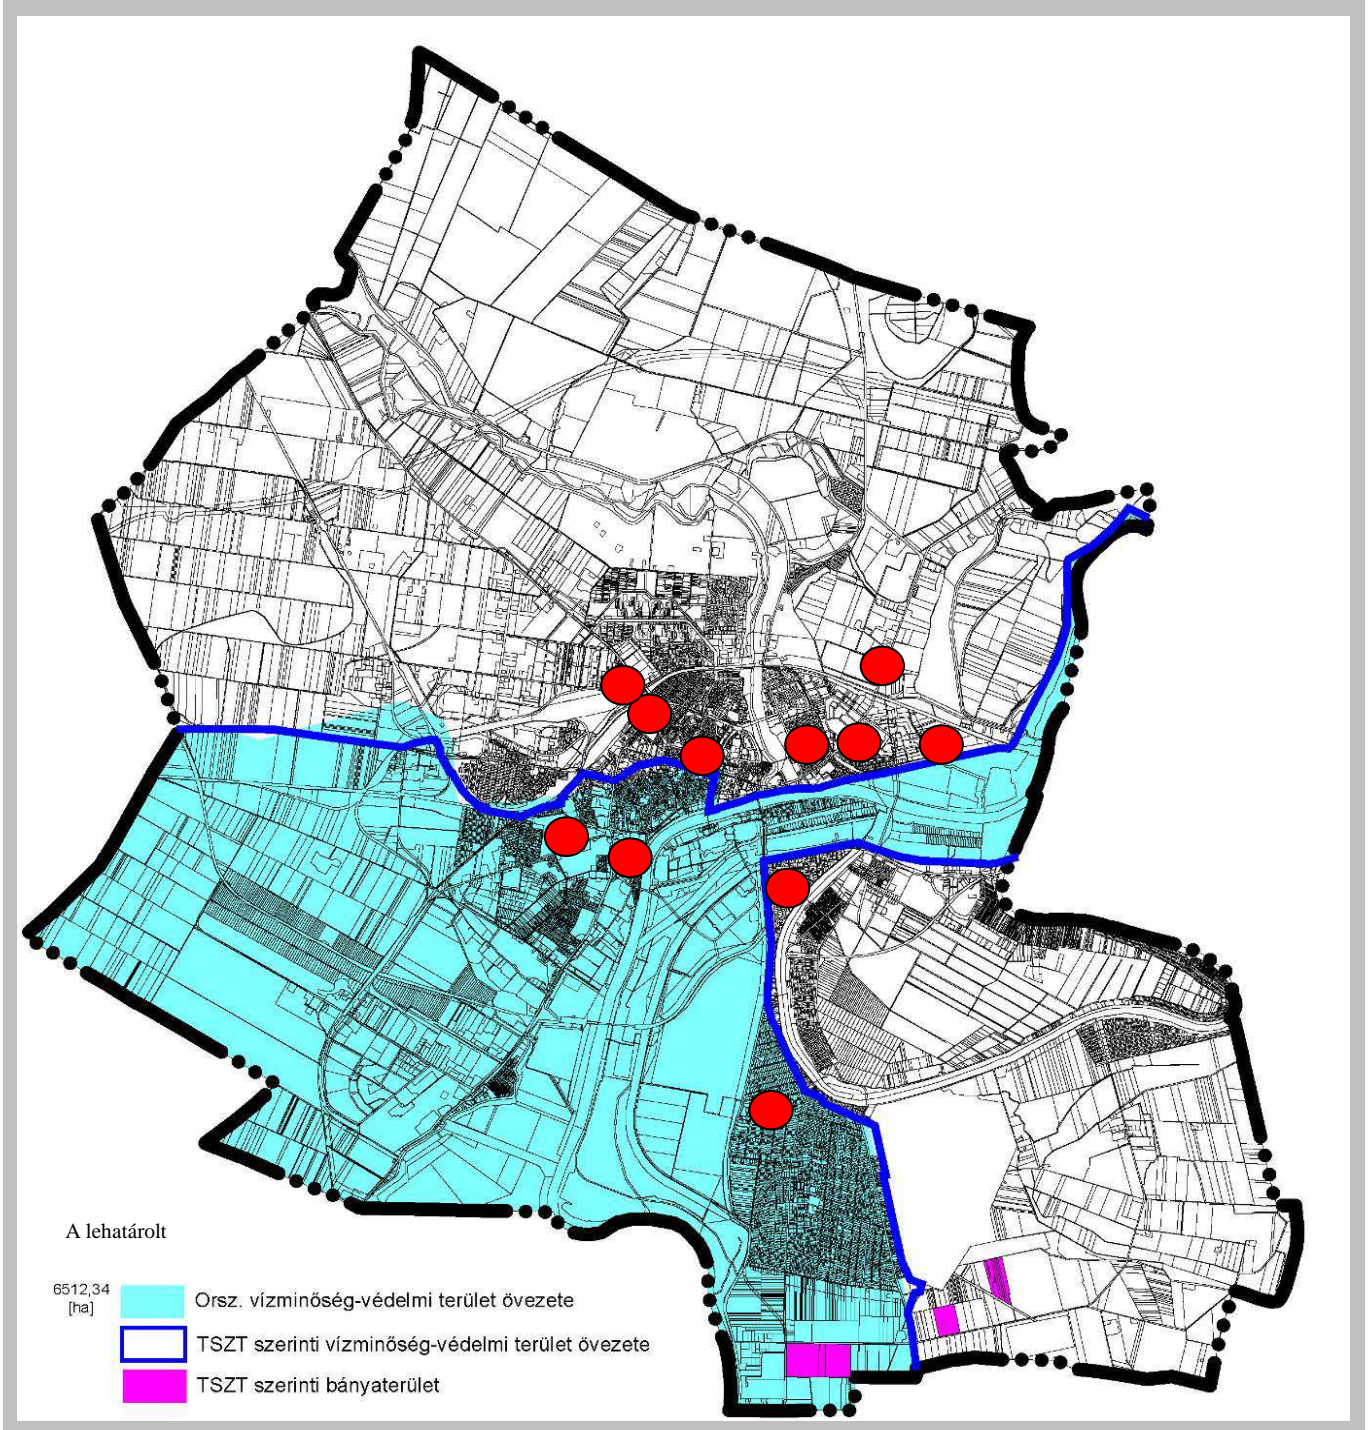 A lehatárolt
6512,34
[ha]
Orsz. vízminőség-védelmi terület övezete
TSZT szerinti vízminőség-védelmi terület övezete
TSZT szerinti bányaterület